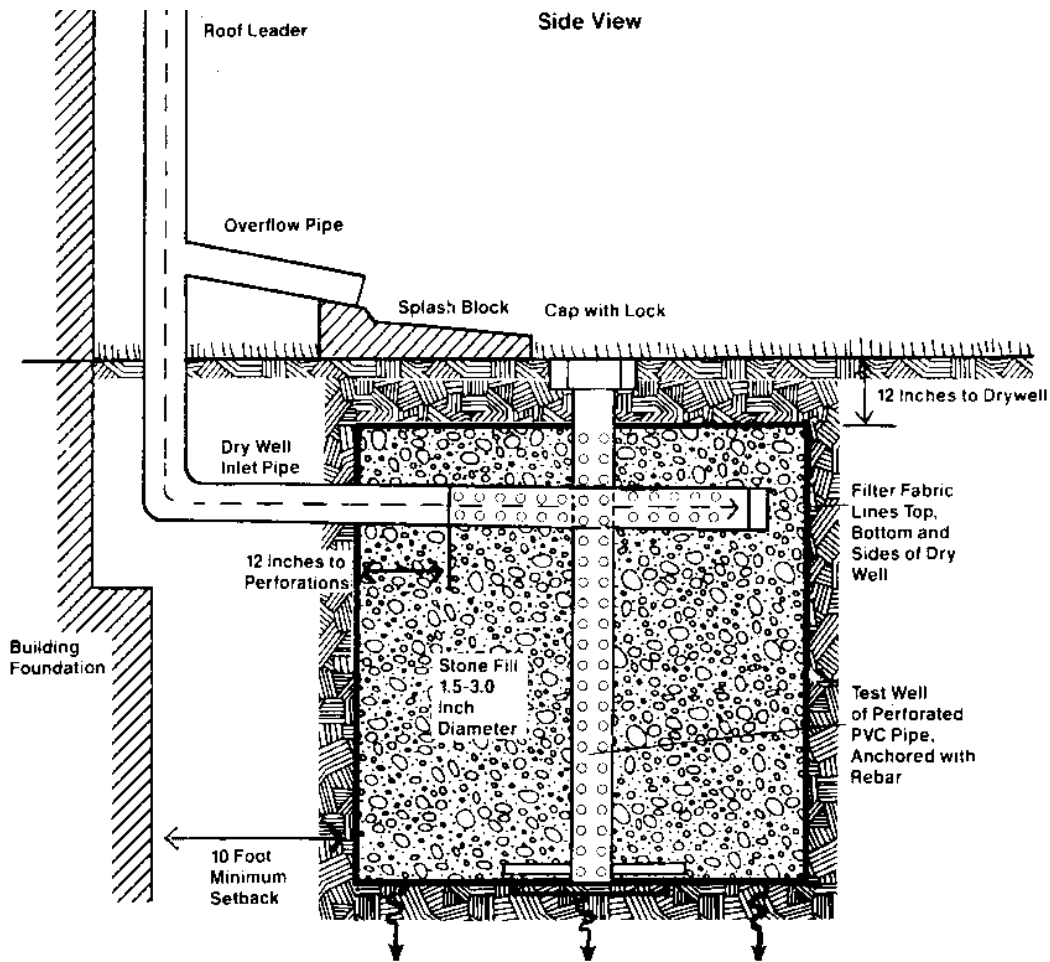 Side View
Roof Leader
Overflow Pipe
Splash Block
Cap with Lock
12 Inches to Drywell
Dry Well
Inlet Pipe
Filter Fabric
Lines Top,
Bottom and
Sides of Dry
Well
12 Inches to
Perforations
Building
Foundation
Stone Fill
1.5-3.0
Inch
Diameter
Test Well
of Perforated
PVC Pipe,
Anchored with
Rebar
10 Foot
Minimum
Setback